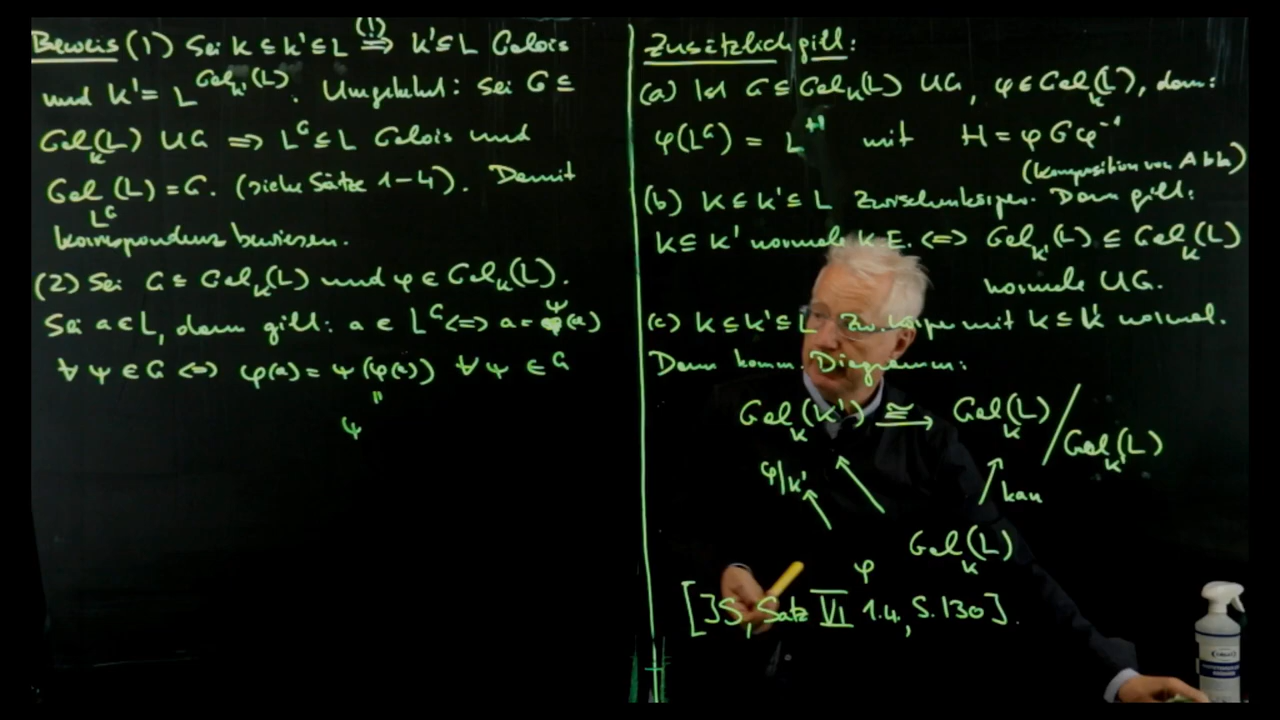 Beweis (1) Sei K ⊆ K' ⊆ L (!)⟹ K' ⊆ L Galois
und K' = L^{Gal_{K'}(L)}. Umgekehrt: Sei G ⊆
Gal_K(L) UG ⟹ L^G ⊆ L Galois und
Gal_{L^G}(L) = G. (siehe Sätze 1–4). Damit
Korrespondenz bewiesen.
(2) Sei G ⊆ Gal_K(L) und φ ∈ Gal_K(L).
Sei a ∈ L, dann gilt: a ∈ L^G ⟺ a = ψ(a)
∀ ψ ∈ G ⟺ φ(a) = ψ(φ(a)) ∀ ψ ∈ G
"
φ
Zusätzlich gilt:
(a) Ist G ⊆ Gal_K(L) UG, φ ∈ Gal_K(L), dann:
φ(L^G) = L^H mit H = φGφ^{-1}
(Komposition von Abb)
(b) K ⊆ K' ⊆ L Zwischenkörper. Dann gilt:
K ⊆ K' normale K.E. ⟺ Gal_{K'}(L) ⊆ Gal_K(L)
normale UG.
(c) K ⊆ K' ⊆ L Zw.körper mit K ⊆ K' normal.
Dann komm. Diagramm:
Gal_K(K') ≅⟶ Gal_K(L) / Gal_{K'}(L)
φ|K' ↖ ↖ ↗ kan
φ Gal_K(L)
[JS, Satz VI 1.4, S.130].